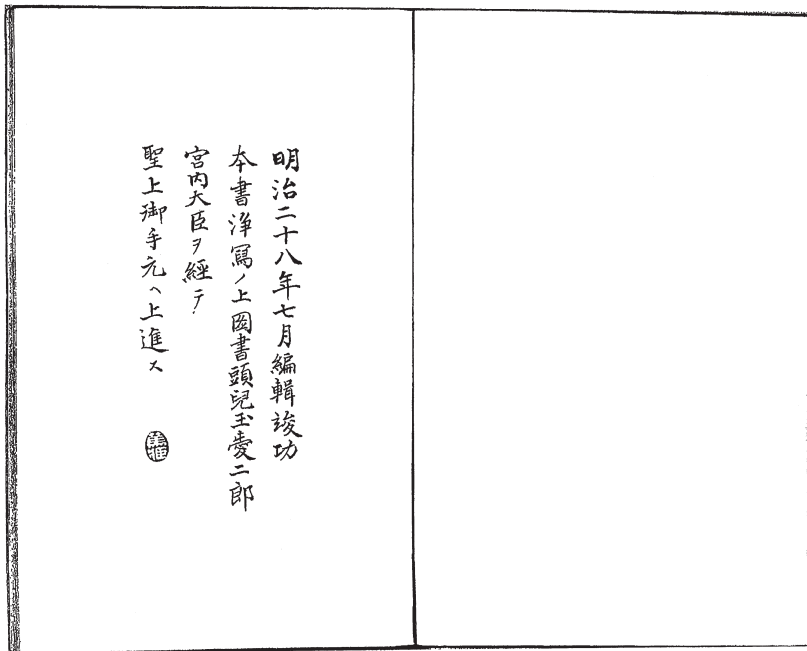 明治二十八年七月編輯竣功
本書浄寫ノ上図書頭兒玉愛二郎
宮内大臣ヲ經テ
聖上御手元ヘ上進ス